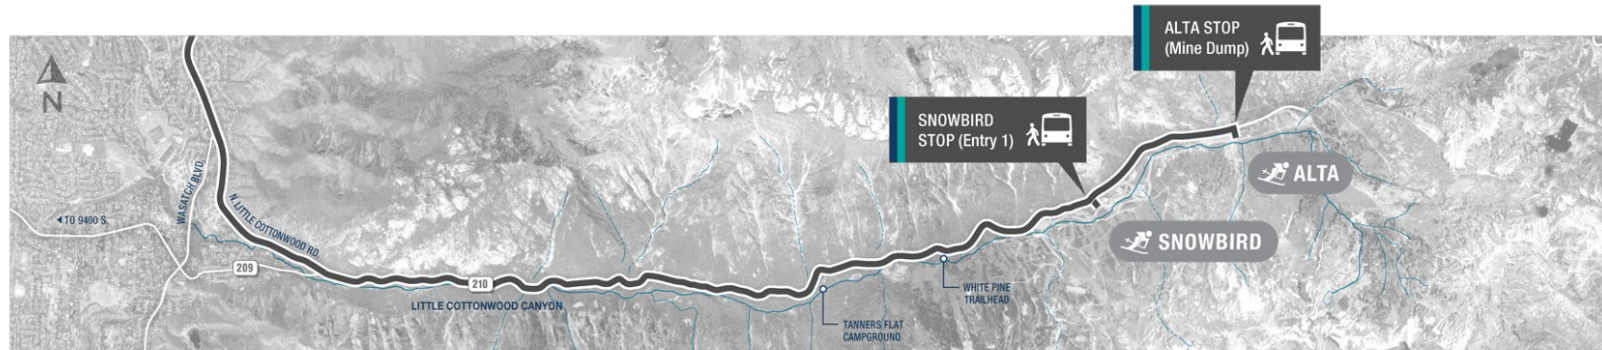 ALTA STOP
(Mine Dump)
N
SNOWBIRD
STOP (Entry 1)
WASATCH BLVD.
N. LITTLE COTTONWOOD RD.
◀ TO 9400 S.
ALTA
SNOWBIRD
209
210
LITTLE COTTONWOOD CANYON
WHITE PINE
TRAILHEAD
TANNERS FLAT
CAMPGROUND